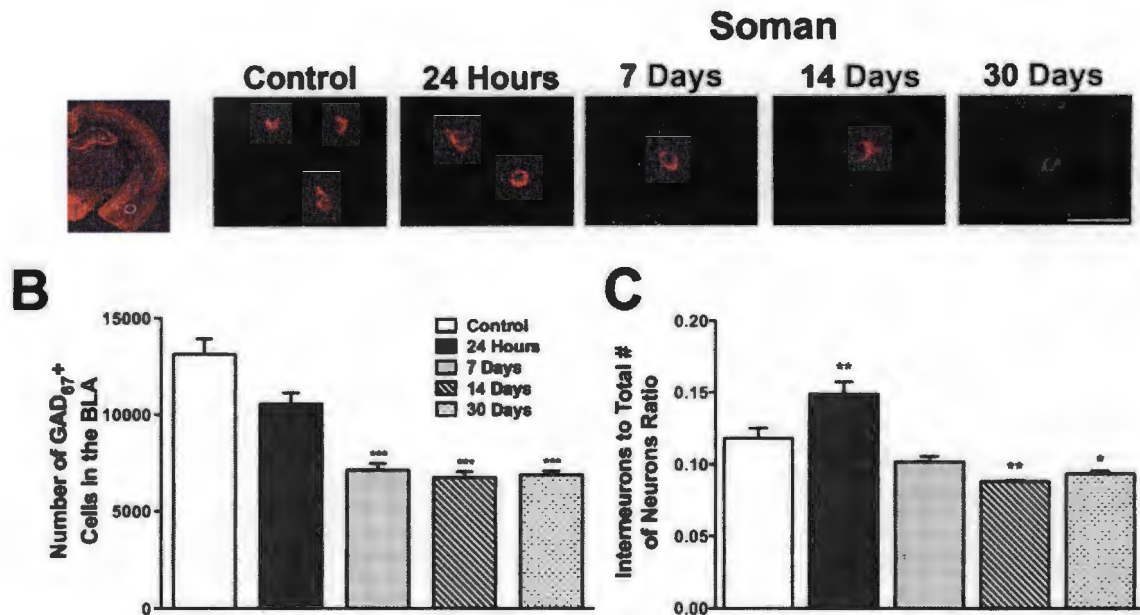 Soman
Control 24 Hours 7 Days 14 Days 30 Days
B
Number of GAD67+
Cells in the BLA
15000
10000
5000
0
Control
24 Hours
7 Days
14 Days
30 Days
***
***
***
C
Interneurons to Total #
of Neurons Ratio
0.20
0.15
0.10
0.05
0.00
**
**
*